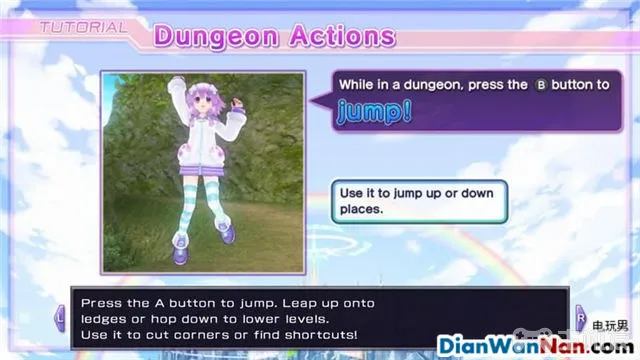 TUTORIAL
Dungeon Actions
While in a dungeon, press the B button to
jump!
Use it to jump up or down
places.
Press the A button to jump. Leap up onto
ledges or hop down to lower levels.
Use it to cut corners or find shortcuts!
L
R
电玩男
DianWanNan.com